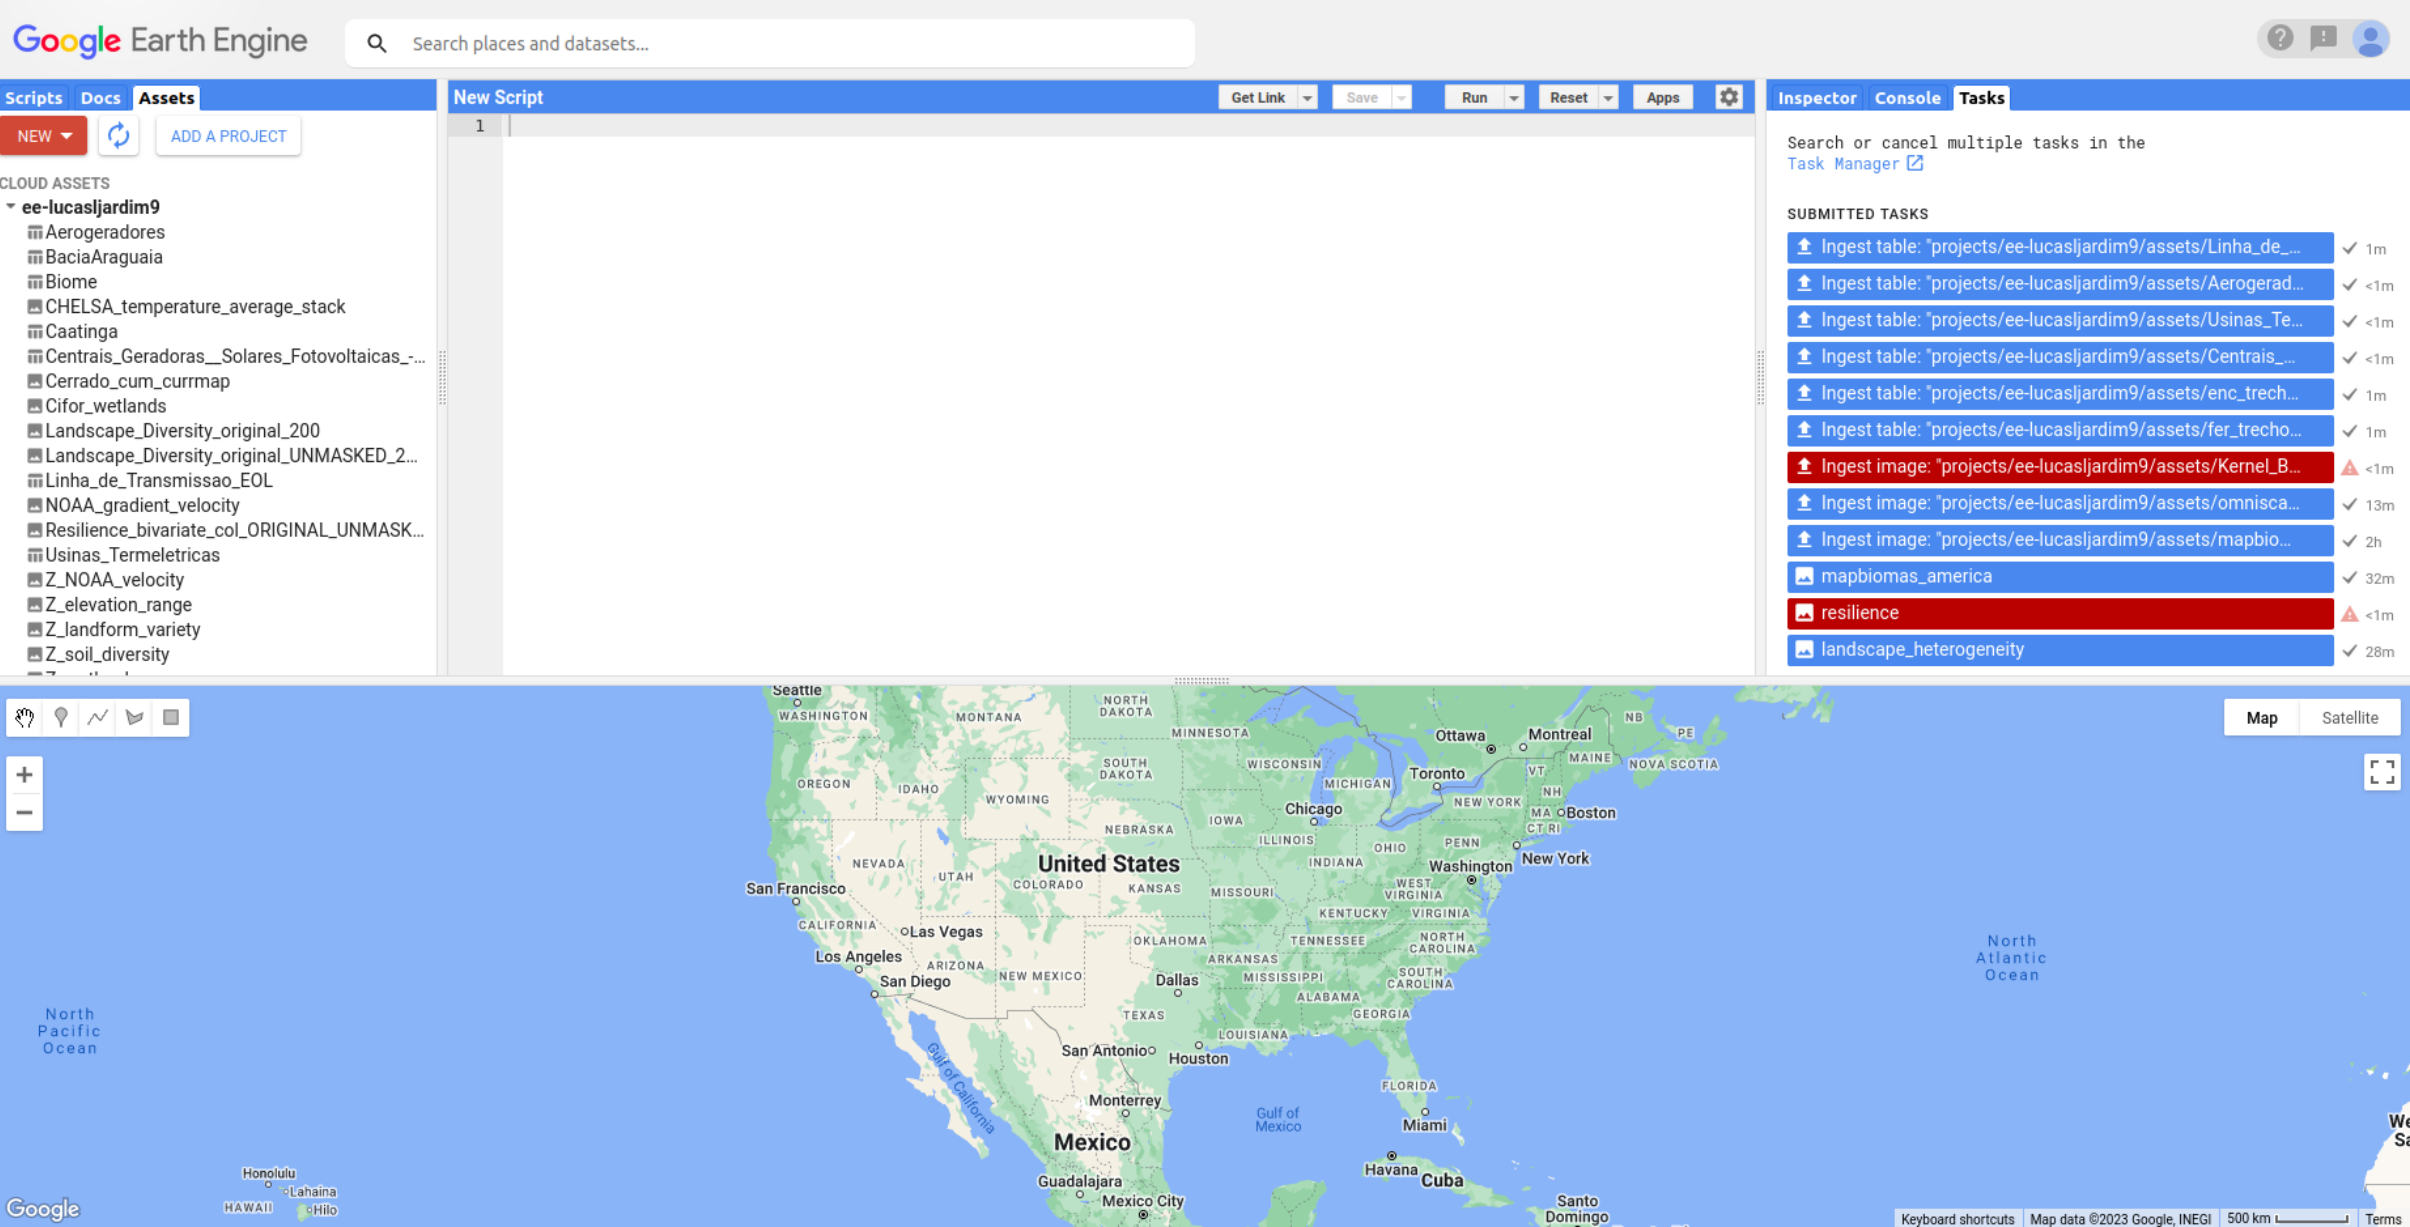 Google Earth Engine
Search places and datasets...
Scripts Docs Assets
NEW
ADD A PROJECT
CLOUD ASSETS
ee-lucasljardim9
Aerogeradores
BaciaAraguaia
Biome
CHELSA_temperature_average_stack
Caatinga
Centrais_Geradoras__Solares_Fotovoltaicas_-...
Cerrado_cum_currmap
Cifor_wetlands
Landscape_Diversity_original_200
Landscape_Diversity_original_UNMASKED_2...
Linha_de_Transmissao_EOL
NOAA_gradient_velocity
Resilience_bivariate_col_ORIGINAL_UNMASK...
Usinas_Termeletricas
Z_NOAA_velocity
Z_elevation_range
Z_landform_variety
Z_soil_diversity
New Script
Get Link Save Run Reset Apps
1
Inspector Console Tasks
Search or cancel multiple tasks in the
Task Manager
SUBMITTED TASKS
Ingest table: "projects/ee-lucasljardim9/assets/Linha_de_... 1m
Ingest table: "projects/ee-lucasljardim9/assets/Aerogerad... <1m
Ingest table: "projects/ee-lucasljardim9/assets/Usinas_Te... <1m
Ingest table: "projects/ee-lucasljardim9/assets/Centrais_... <1m
Ingest table: "projects/ee-lucasljardim9/assets/enc_trech... 1m
Ingest table: "projects/ee-lucasljardim9/assets/fer_trecho... 1m
Ingest image: "projects/ee-lucasljardim9/assets/Kernel_B... <1m
Ingest image: "projects/ee-lucasljardim9/assets/omnisca... 13m
Ingest image: "projects/ee-lucasljardim9/assets/mapbio... 2h
mapbiomas_america 32m
resilience <1m
landscape_heterogeneity 28m
Map Satellite
Seattle
WASHINGTON
MONTANA
NORTH
DAKOTA
MINNESOTA
Ottawa
Montreal
NB
PE
OREGON
IDAHO
WYOMING
SOUTH
DAKOTA
WISCONSIN
MICHIGAN
Toronto
VT
MAINE
NOVA SCOTIA
NH
NEW YORK
MA
Boston
CT RI
Chicago
IOWA
NEBRASKA
ILLINOIS
INDIANA
OHIO
PENN
New York
NEVADA
UTAH
United States
COLORADO
KANSAS
MISSOURI
Washington
WEST
VIRGINIA
San Francisco
KENTUCKY
VIRGINIA
CALIFORNIA
Las Vegas
OKLAHOMA
TENNESSEE
NORTH
CAROLINA
Los Angeles
ARIZONA
NEW MEXICO
ARKANSAS
MISSISSIPPI
SOUTH
CAROLINA
San Diego
Dallas
ALABAMA
TEXAS
GEORGIA
LOUISIANA
San Antonio
Houston
FLORIDA
Gulf of California
Monterrey
Gulf of
Mexico
Miami
Mexico
Havana
Cuba
Guadalajara
Mexico City
Santo
Domingo
North
Pacific
Ocean
North
Atlantic
Ocean
Honolulu
Lahaina
HAWAII
Hilo
We
Sa
Google
Keyboard shortcuts Map data ©2023 Google, INEGI 500 km Terms